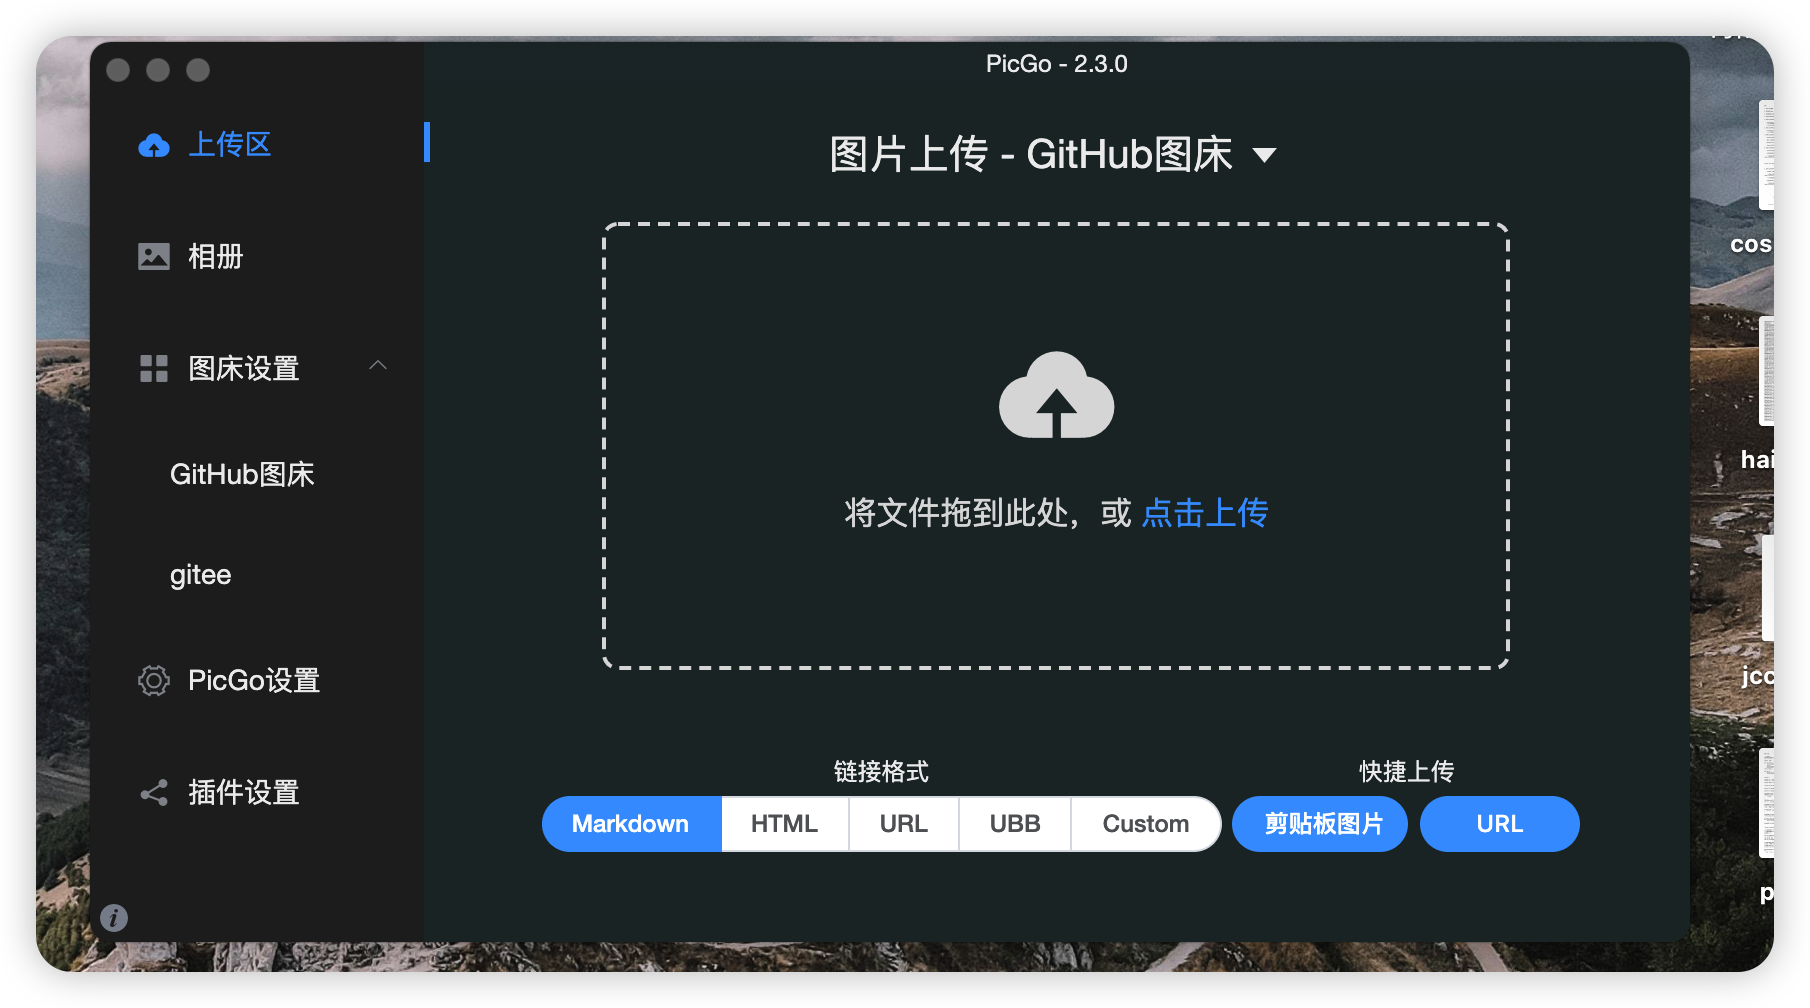 PicGo - 2.3.0
上传区
相册
图床设置
GitHub图床
gitee
PicGo设置
插件设置
图片上传 - GitHub图床
将文件拖到此处，或 点击上传
链接格式
Markdown HTML URL UBB Custom
快捷上传
剪贴板图片 URL
cos
hai
jcc
p